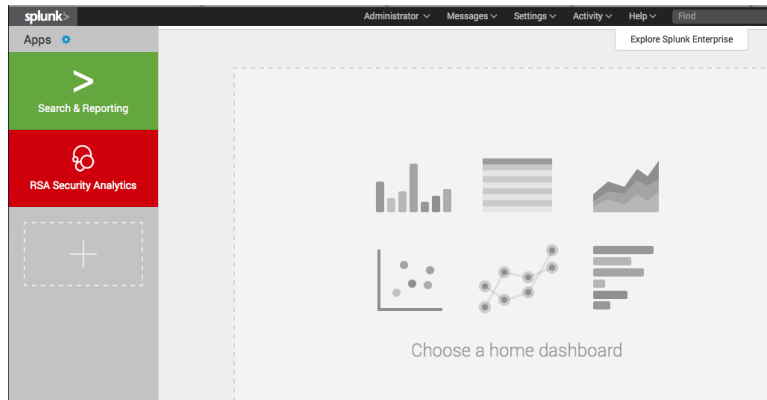 splunk> Administrator Messages Settings Activity Help Find
Apps Explore Splunk Enterprise
>
Search & Reporting
RSA Security Analytics
Choose a home dashboard